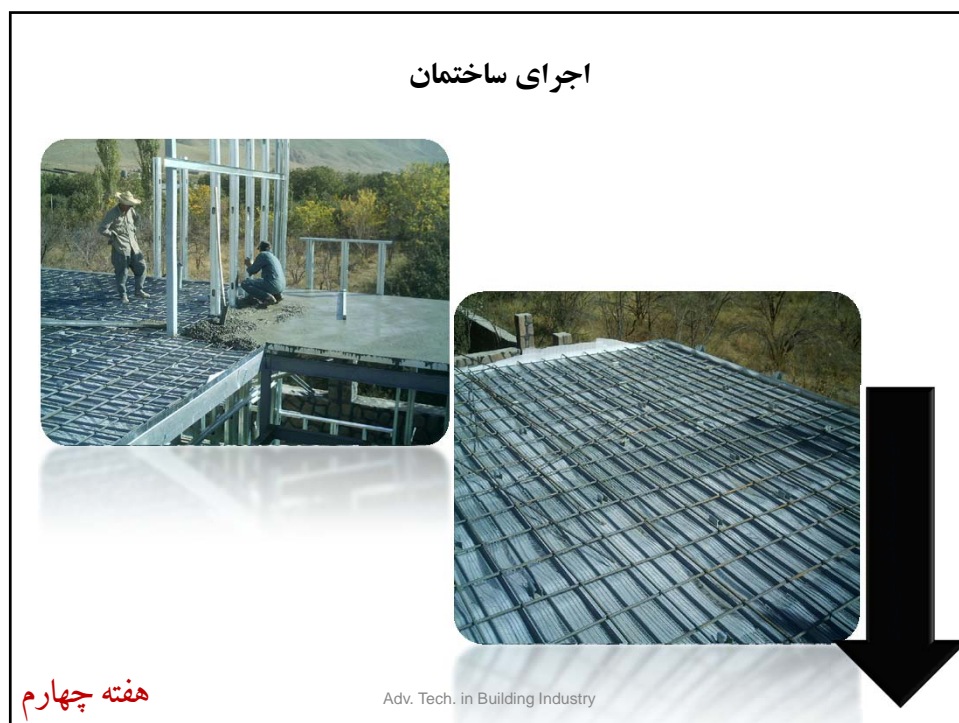 اجرای ساختمان
هفته چهارم
Adv. Tech. in Building Industry